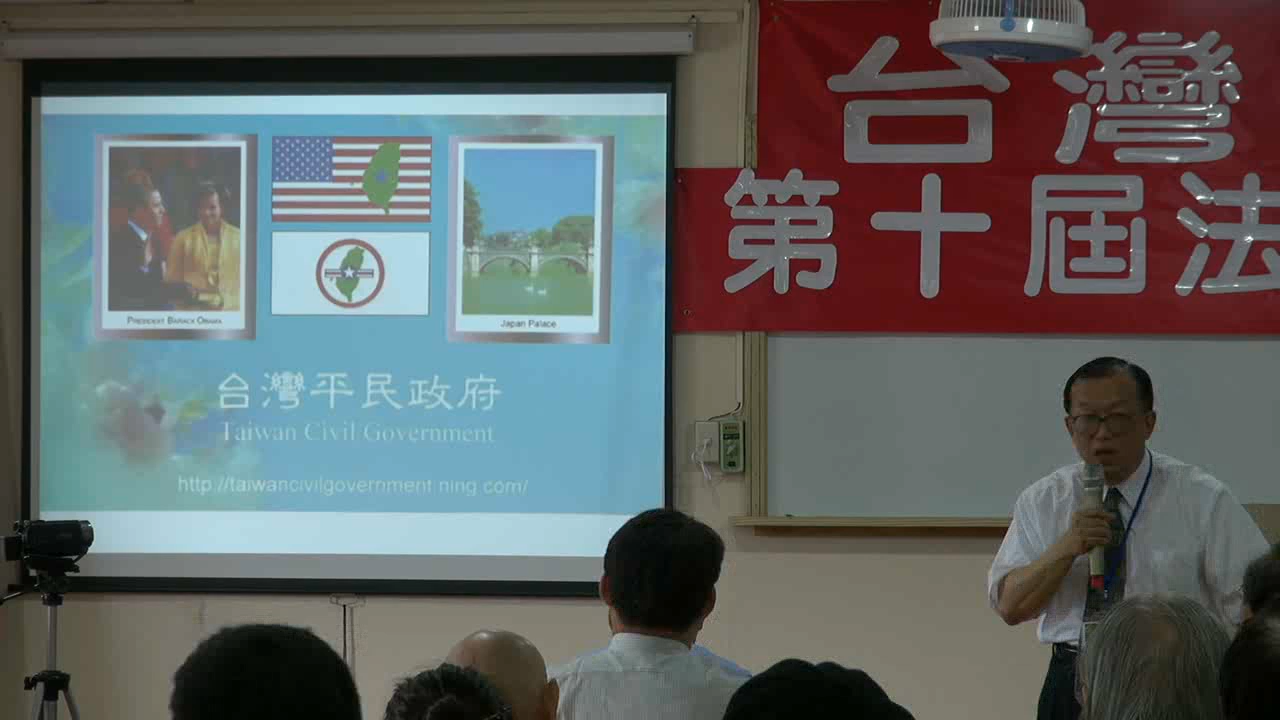 PRESIDENT BARACK OBAMA
Japan Palace
台灣平民政府
Taiwan Civil Government
http://taiwancivilgovernment.ning.com/
台灣
第十屆法